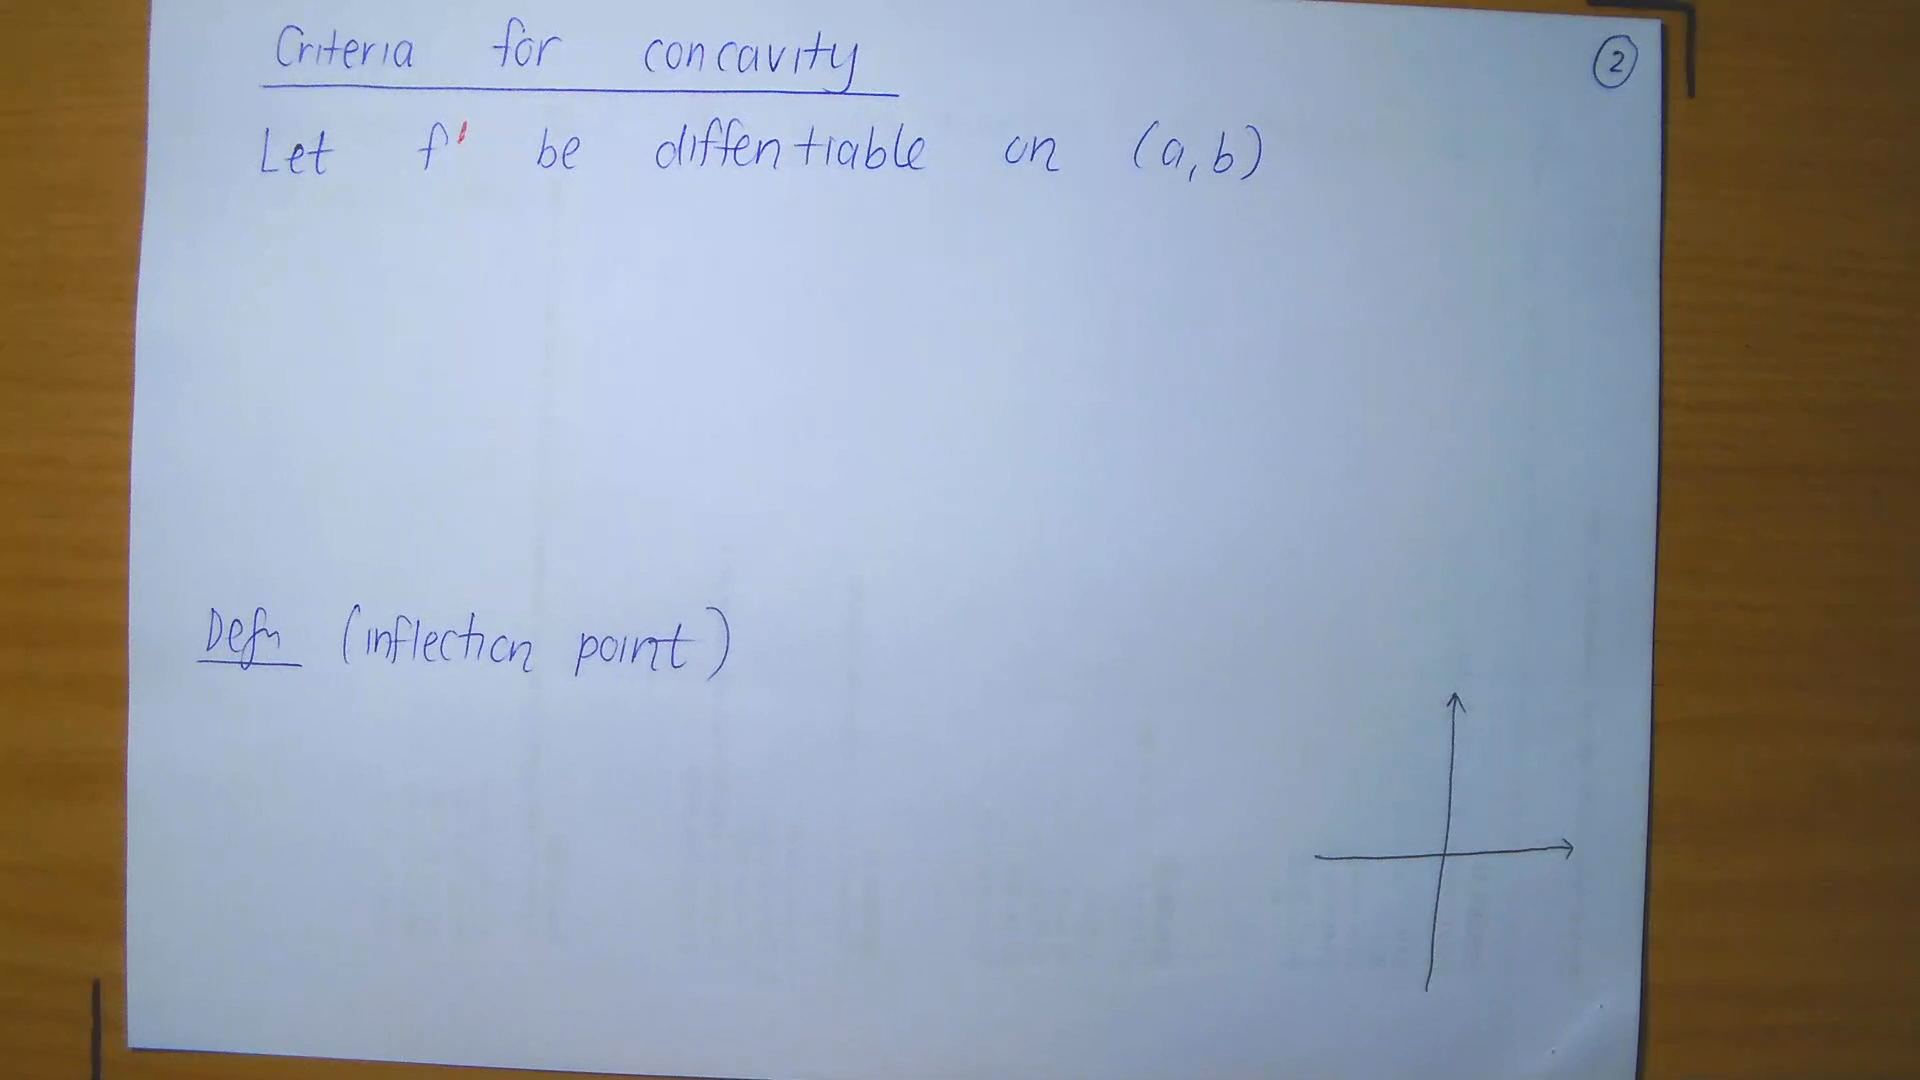 Criteria for concavity
②
Let f' be diffentiable on (a,b)
Defn (inflection point)